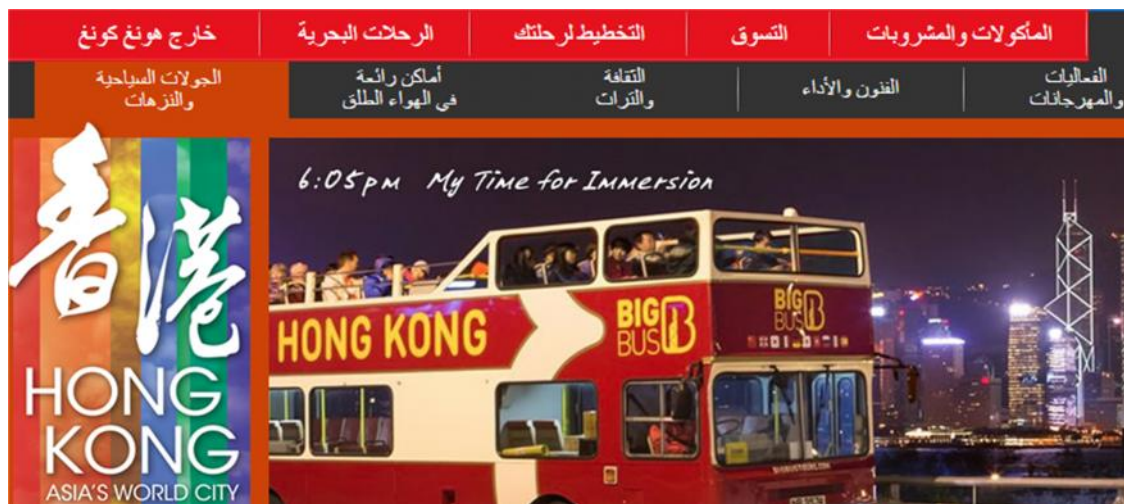 المأكولات والمشروبات
التسوق
التخطيط لرحلتك
الرحلات البحرية
خارج هونغ كونغ
الفعاليات
والمهرجانات
الفنون والأداء
الثقافة
والتراث
أماكن رائعة
في الهواء الطلق
الجولات السياحية
والنزهات
香港
HONG
KONG
ASIA'S WORLD CITY
6:05pm My Time for Immersion
HONG KONG
BIG
BUS
BIG
BUS